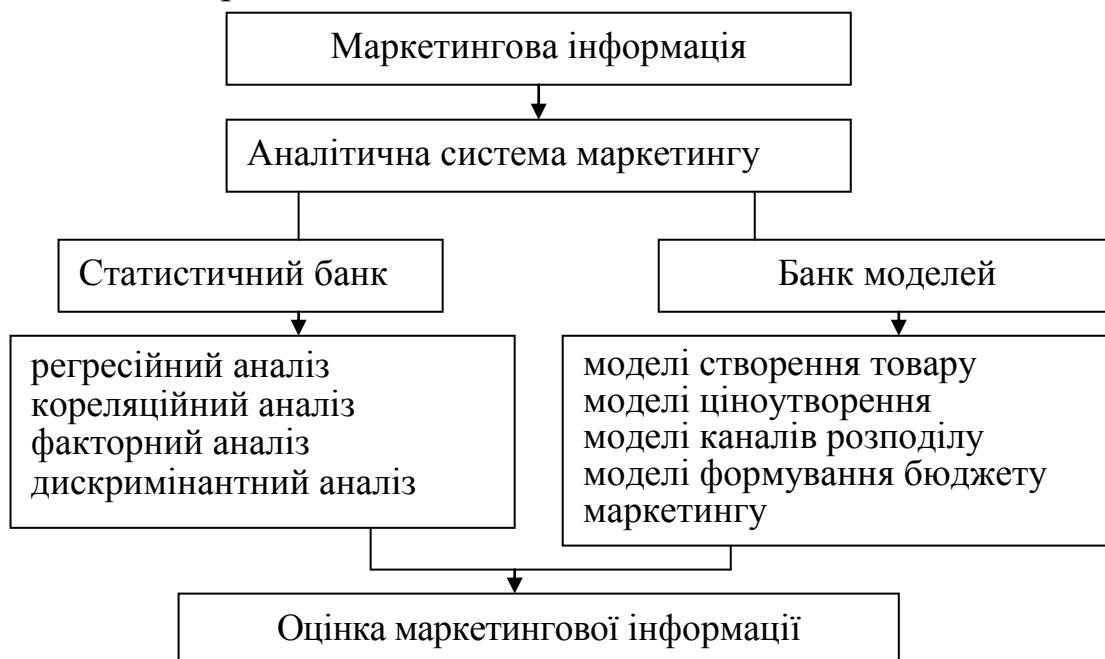 Маркетингова інформація
Аналітична система маркетингу
Статистичний банк
Банк моделей
регресійний аналіз
кореляційний аналіз
факторний аналіз
дискримінантний аналіз
моделі створення товару
моделі ціноутворення
моделі каналів розподілу
моделі формування бюджету
маркетингу
Оцінка маркетингової інформації